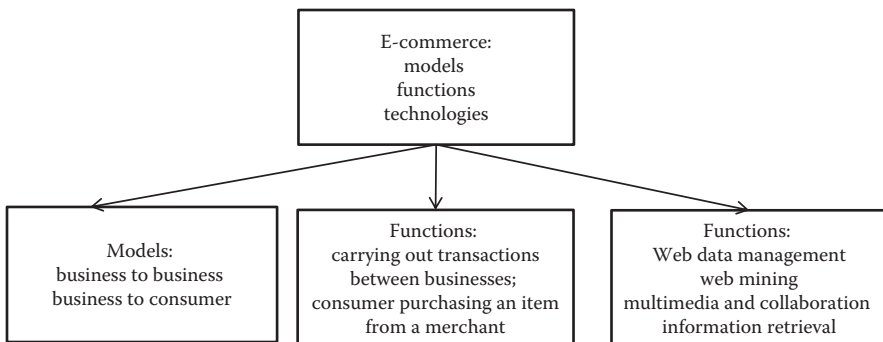 E-commerce:
models
functions
technologies
Models:
business to business
business to consumer
Functions:
carrying out transactions
between businesses;
consumer purchasing an item
from a merchant
Functions:
Web data management
web mining
multimedia and collaboration
information retrieval